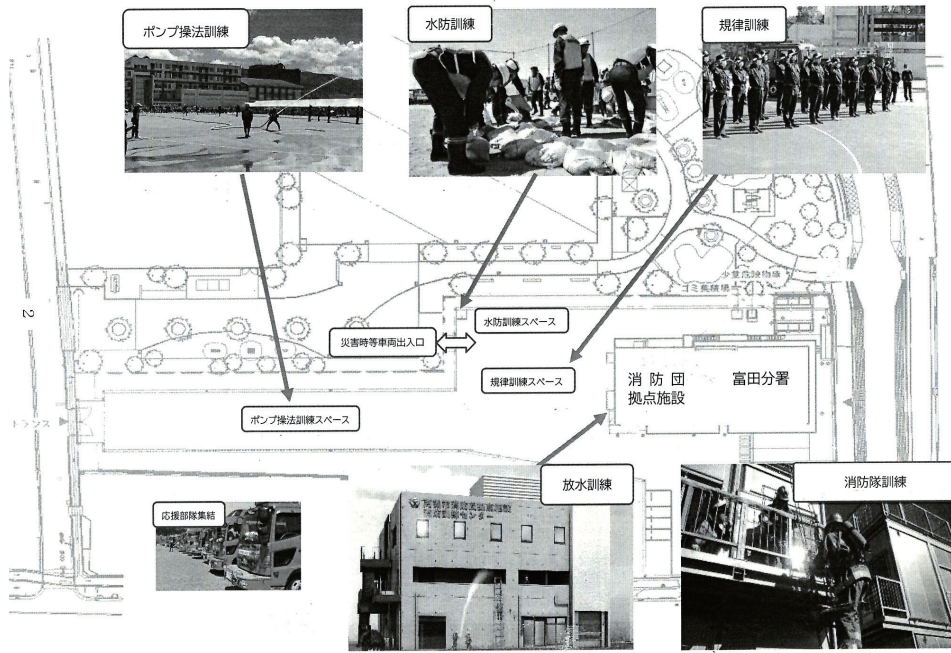 ポンプ操法訓練
水防訓練
規律訓練
少量危険物庫
ゴミ集積場
水防訓練スペース
災害時等車両出入口
規律訓練スペース
消防団
拠点施設
富田分署
ポンプ操法訓練スペース
トランス
2
放水訓練
消防隊訓練
応援部隊集結